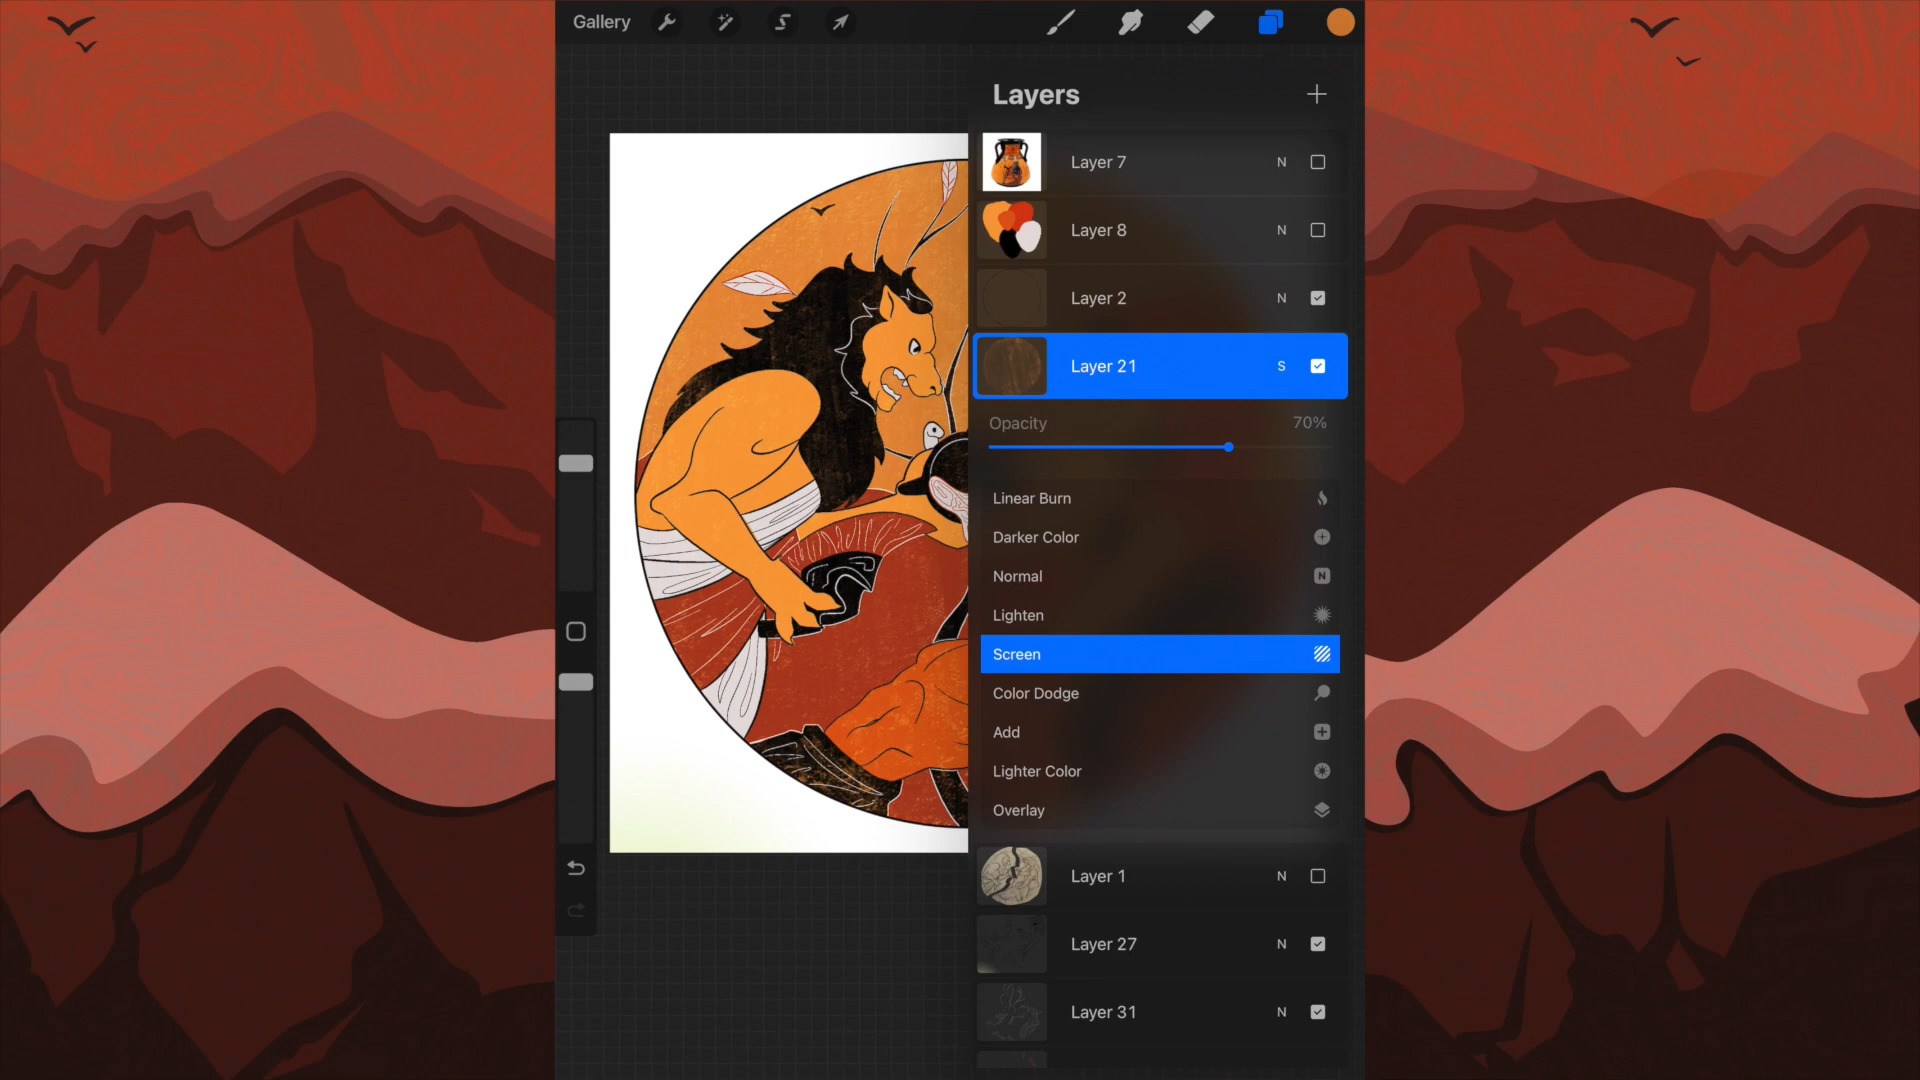 Gallery
Layers
Layer 7 N
Layer 8 N
Layer 2 N
Layer 21 S
Opacity 70%
Linear Burn
Darker Color
Normal N
Lighten
Screen
Color Dodge
Add
Lighter Color
Overlay
Layer 1 N
Layer 27 N
Layer 31 N